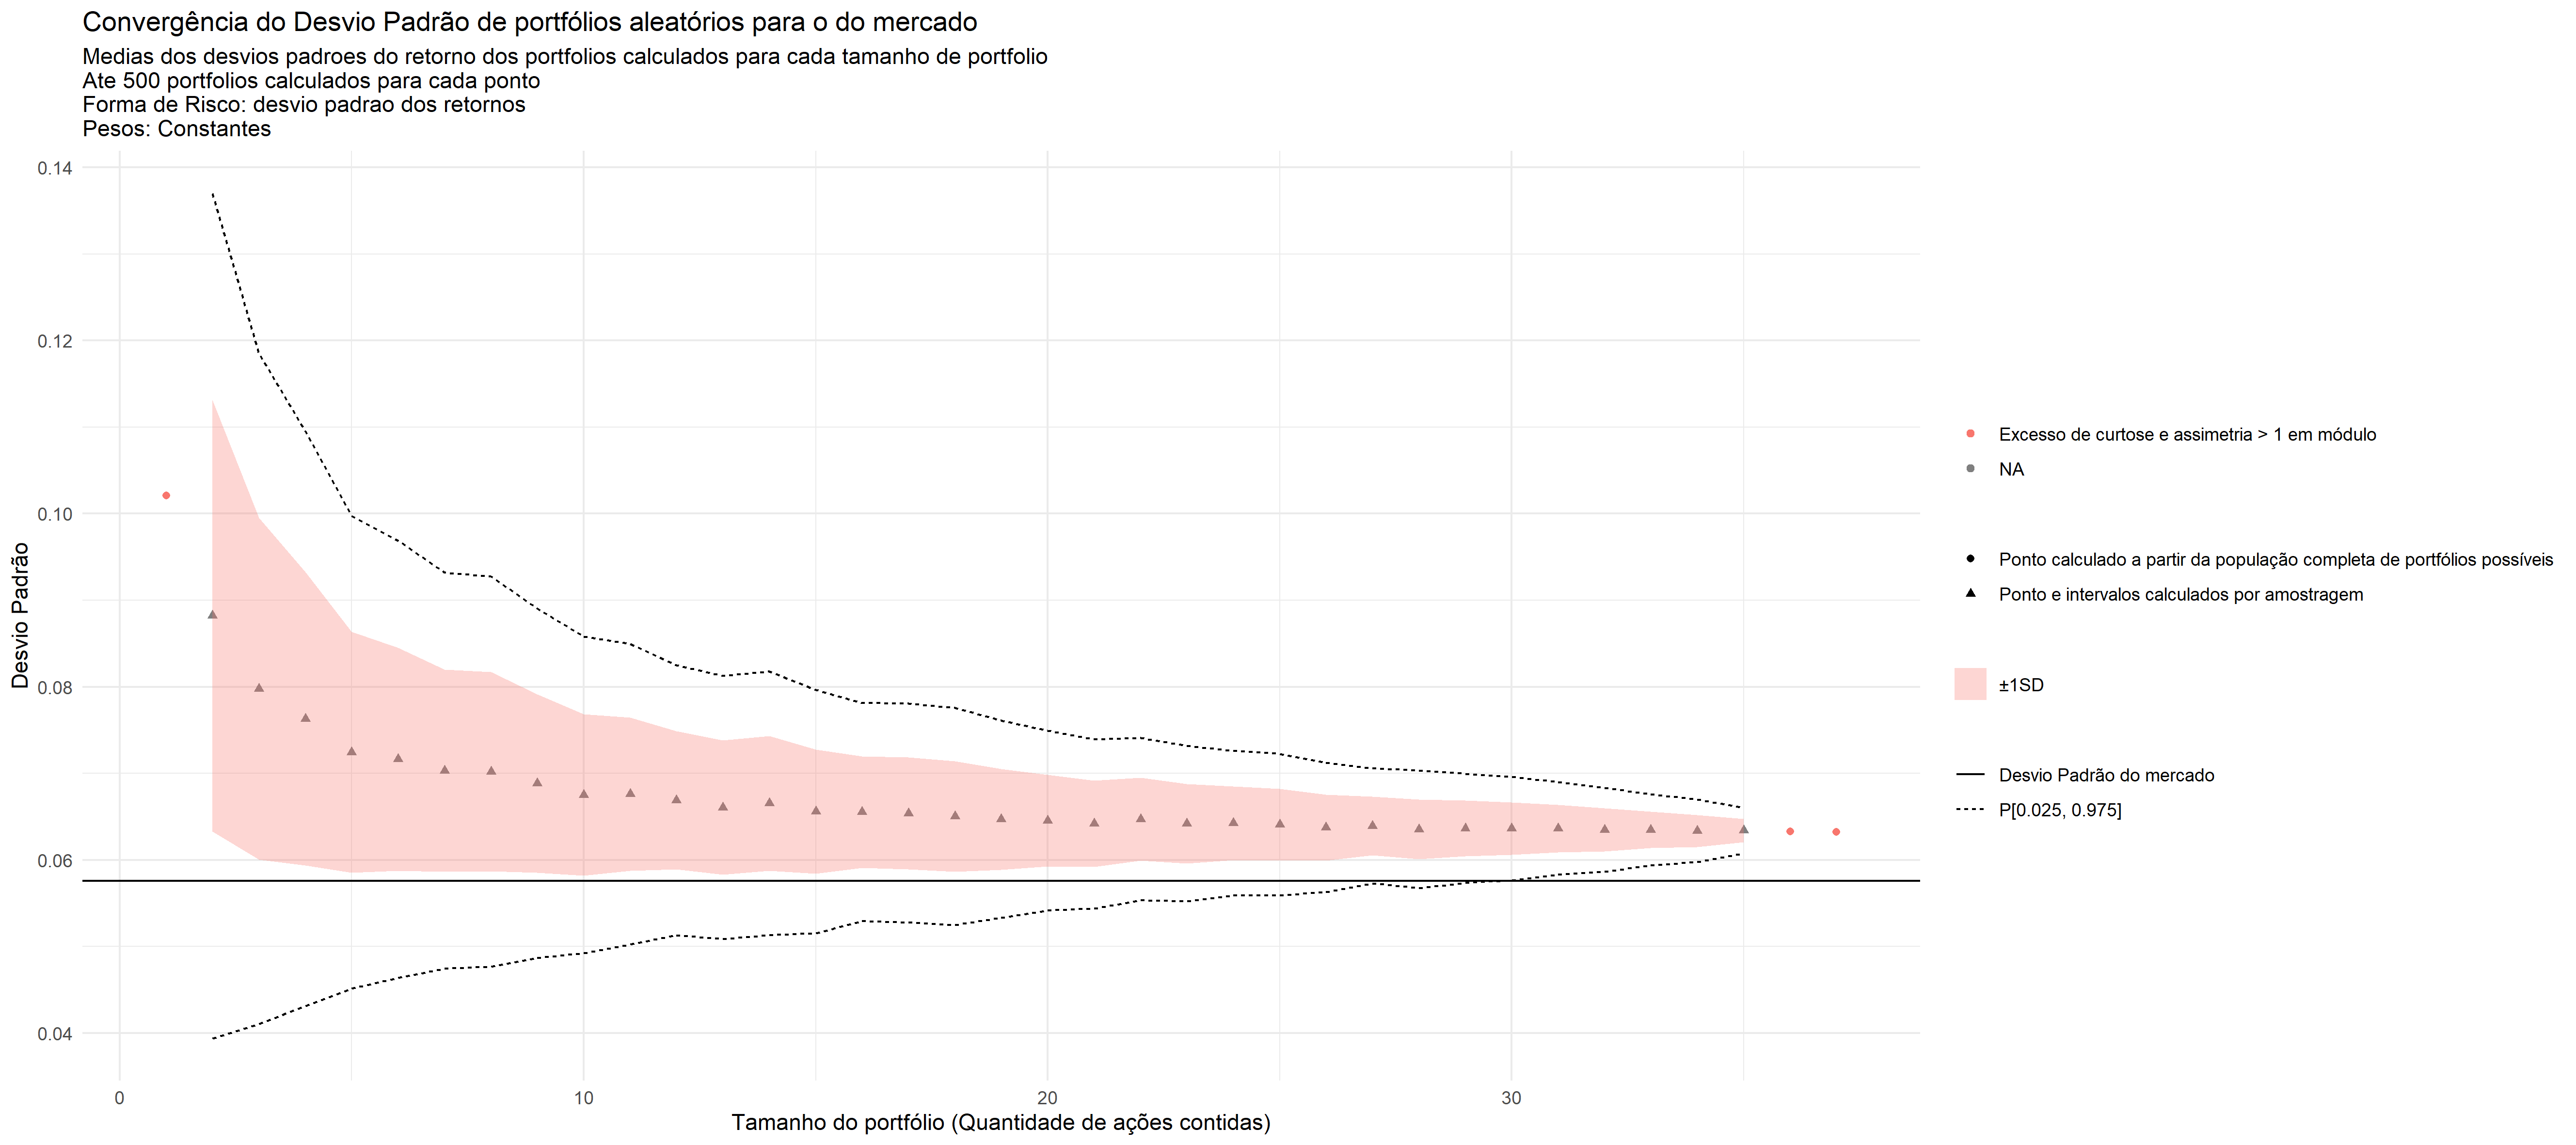 Convergência do Desvio Padrão de portfólios aleatórios para o do mercado
Medias dos desvios padroes do retorno dos portfolios calculados para cada tamanho de portfolio
Ate 500 portfolios calculados para cada ponto
Forma de Risco: desvio padrao dos retornos
Pesos: Constantes
Desvio Padrão
0.14
0.12
0.10
0.08
0.06
0.04
0
10
20
30
Tamanho do portfólio (Quantidade de ações contidas)
Excesso de curtose e assimetria > 1 em módulo
NA
Ponto calculado a partir da população completa de portfólios possíveis
Ponto e intervalos calculados por amostragem
±1SD
Desvio Padrão do mercado
P[0.025, 0.975]